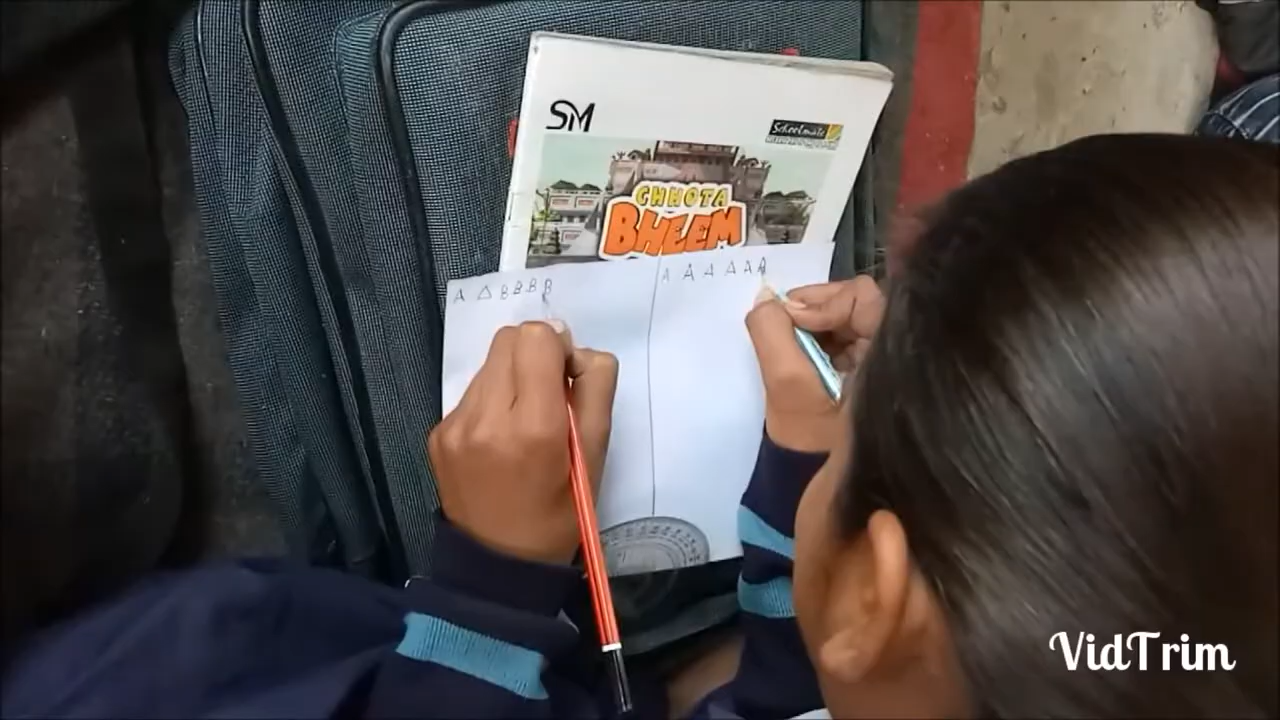 SM
Schoolmate
CHHOTA
BHEEM
A A B B B B
A A A A A A
VidTrim